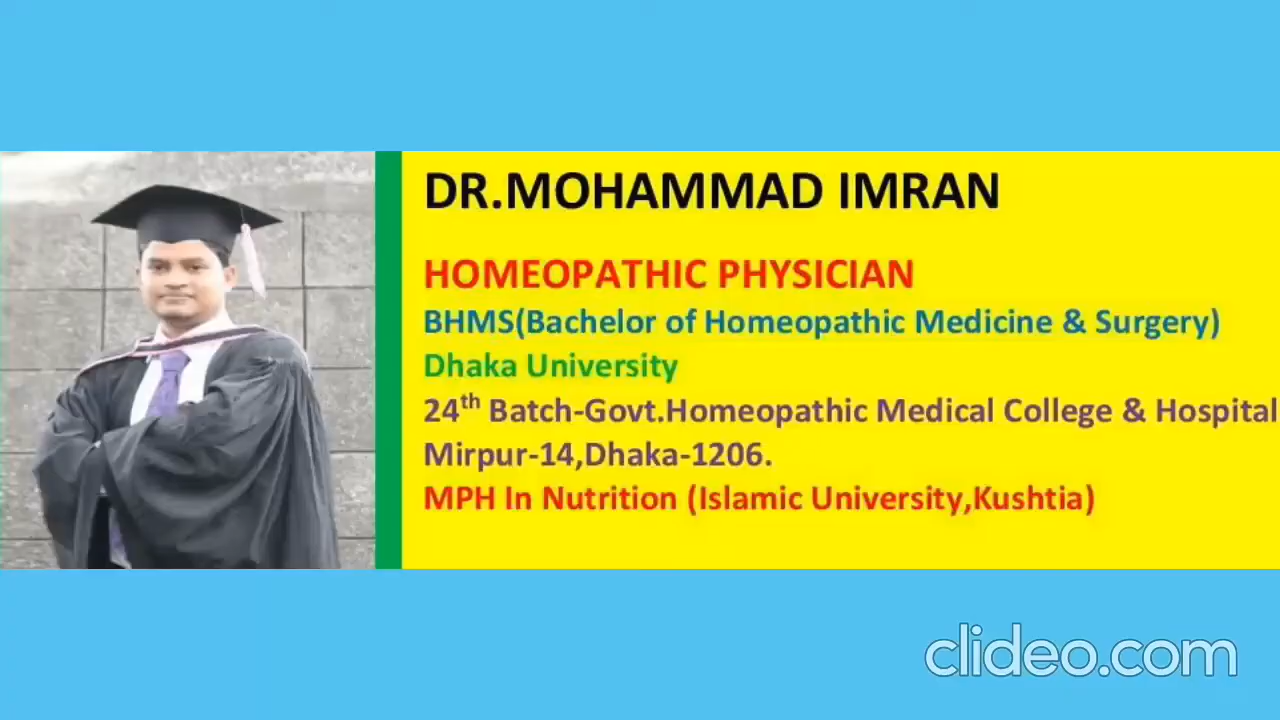 DR.MOHAMMAD IMRAN
HOMEOPATHIC PHYSICIAN
BHMS(Bachelor of Homeopathic Medicine & Surgery)
Dhaka University
24th Batch-Govt.Homeopathic Medical College & Hospital
Mirpur-14,Dhaka-1206.
MPH In Nutrition (Islamic University,Kushtia)
clideo.com